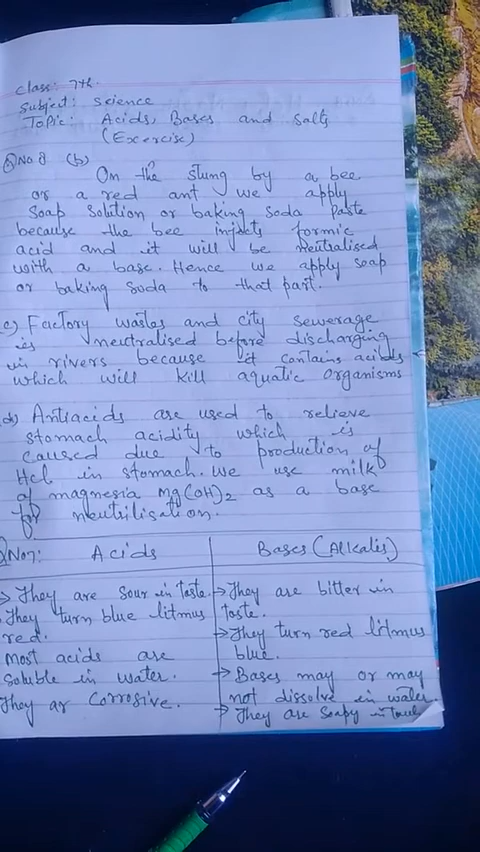 Class: 7th.
Subject: science
Topic: Acids, Bases and Salts
(Exercise)
Q No. 8 (b)
On the stung by a bee
or a red ant we apply
soap solution or baking soda paste
because the bee injects formic
acid and it will be neutralised
with a base. Hence we apply soap
or baking soda to that part.
c) Factory wastes and city sewerage
is neutralised before discharging
in rivers because it contains acids
which will kill aquatic organisms
d) Antiacids are used to relieve
stomach acidity which is
caused due to production of
Hcl in stomach. We use milk
of magnesia Mg(OH)2 as a base
for neutrilisation.
Q No 7: Acids Bases (Alkalis)
→ They are sour in taste → They are bitter in
They turn blue litmus taste.
red. → They turn red litmus
Most acids are blue.
soluble in water. → Bases may or may
They ar Corrosive. not dissolve in water.
→ They are soapy in